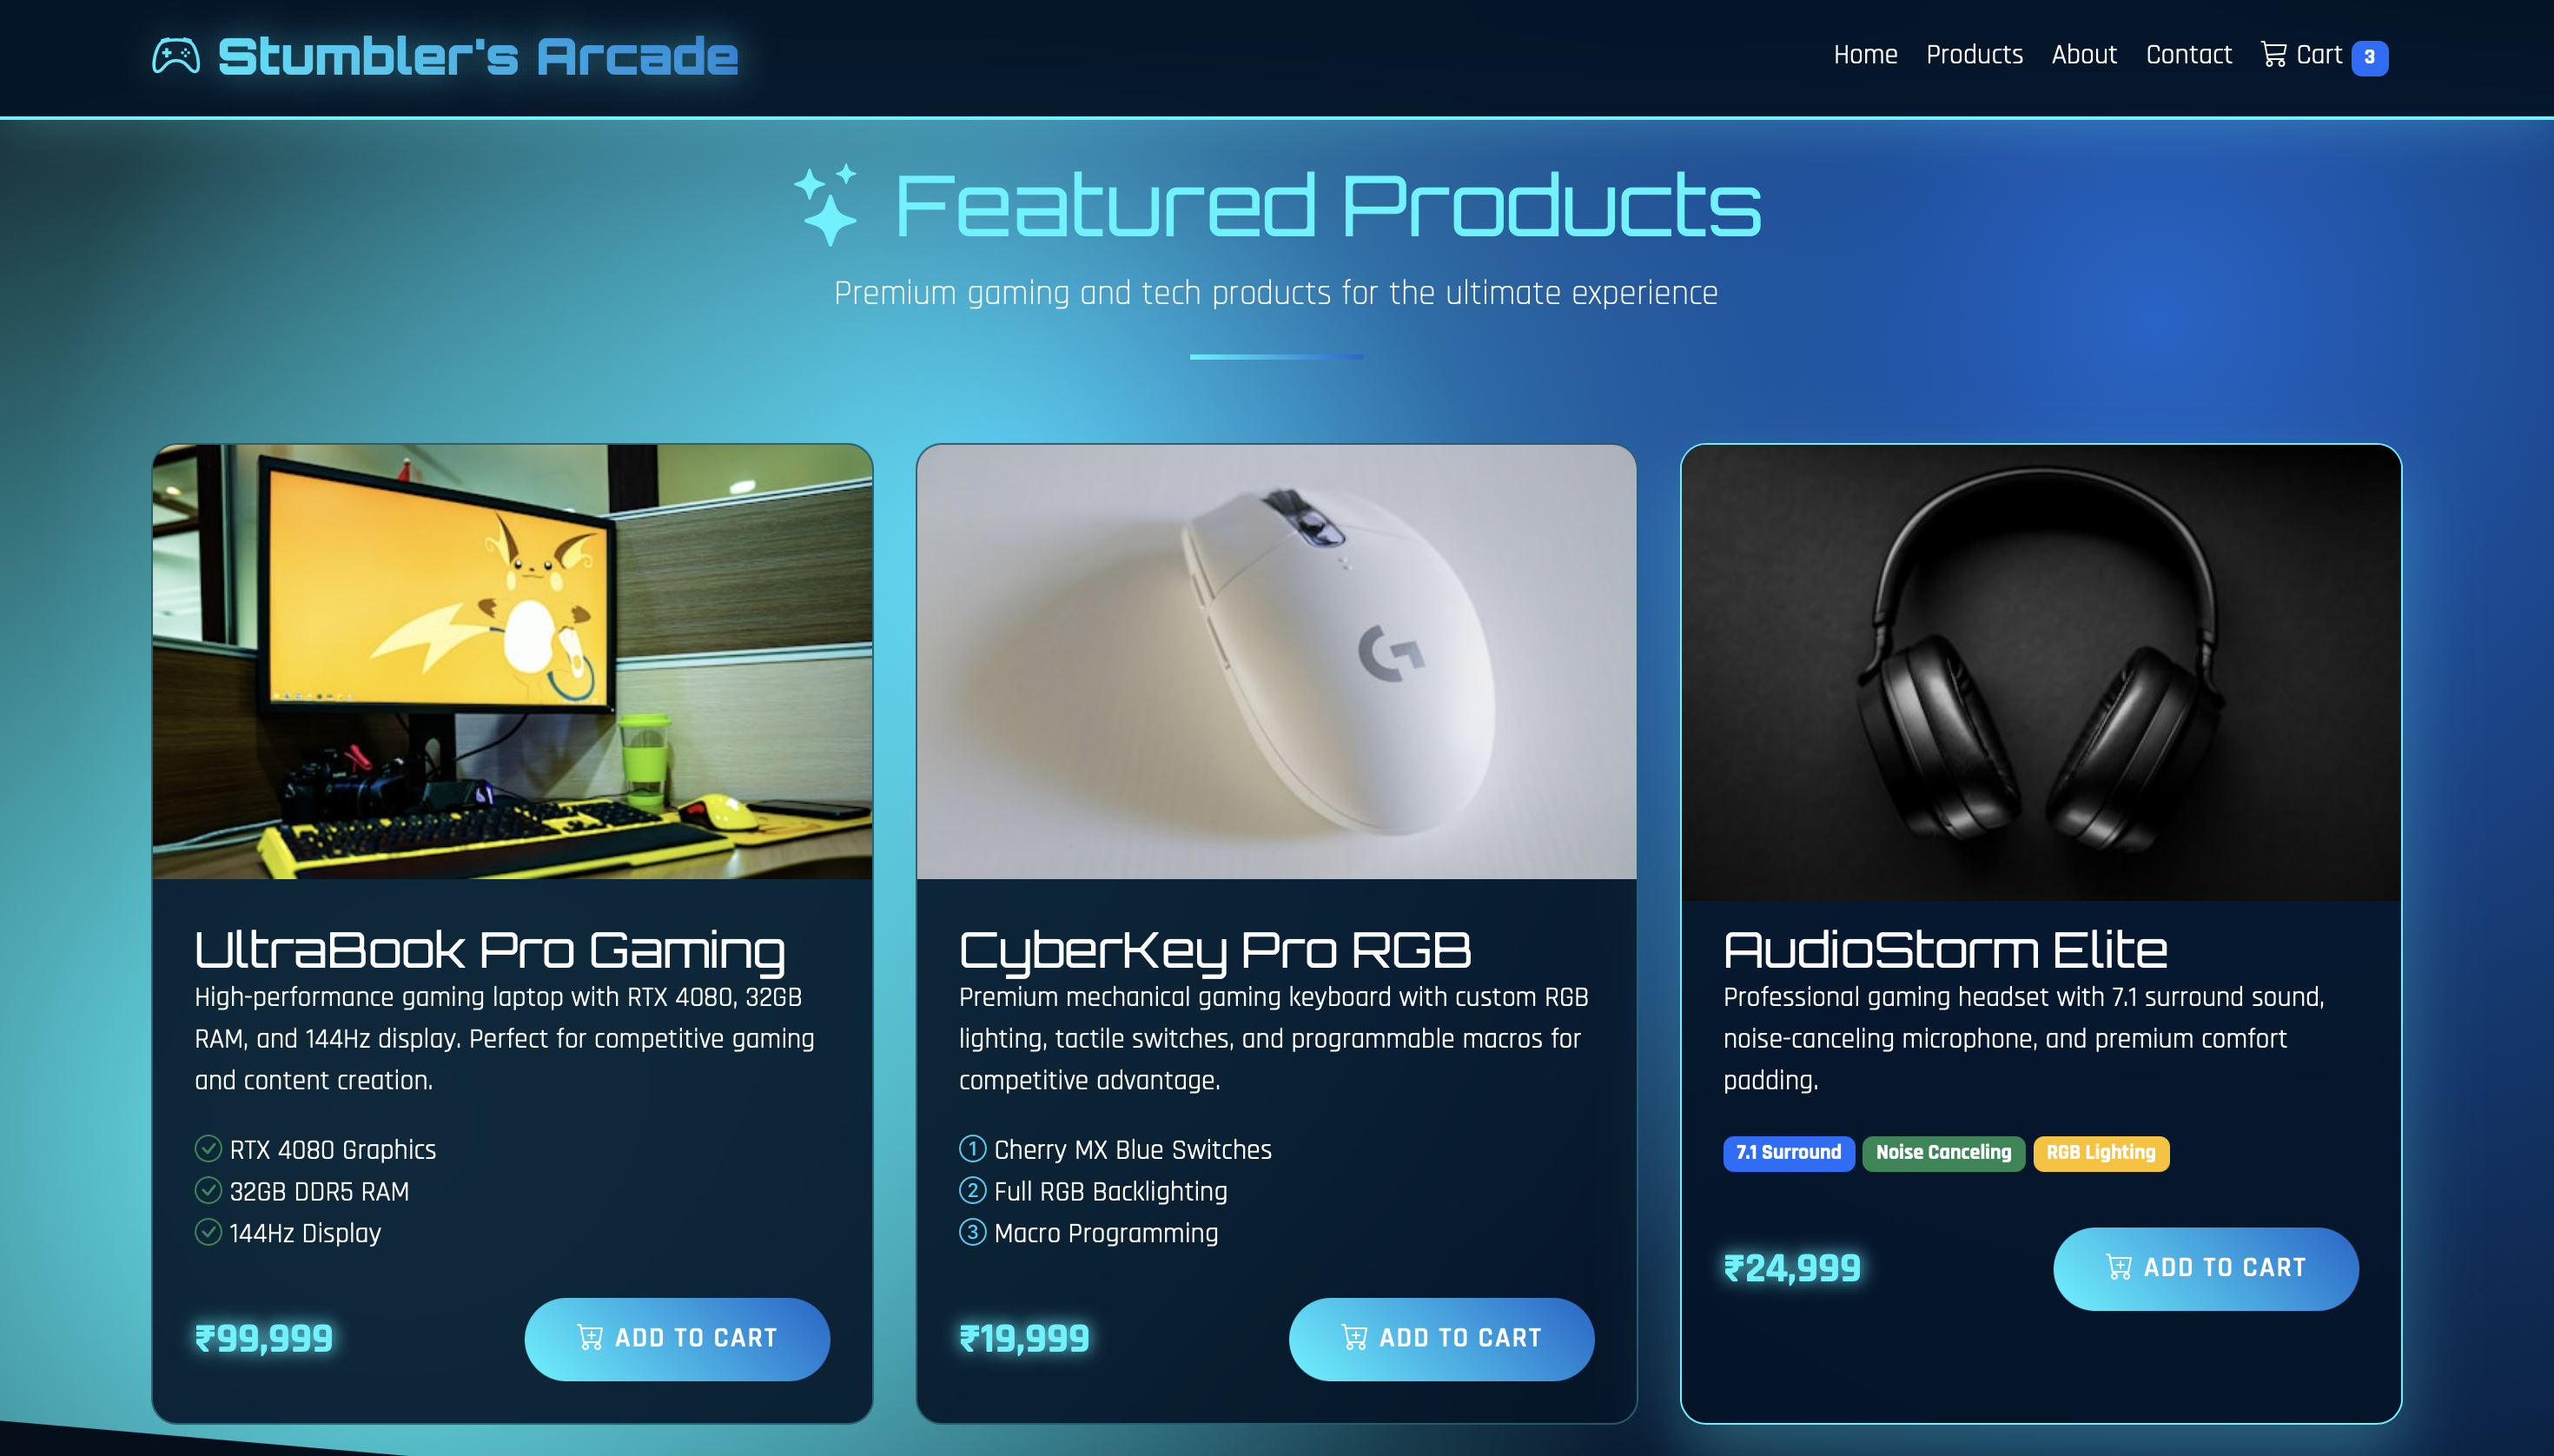 Stumbler's Arcade
Home Products About Contact Cart 3
Featured Products
Premium gaming and tech products for the ultimate experience
UltraBook Pro Gaming
High-performance gaming laptop with RTX 4080, 32GB
RAM, and 144Hz display. Perfect for competitive gaming
and content creation.
RTX 4080 Graphics
32GB DDR5 RAM
144Hz Display
₹99,999
ADD TO CART
G
CyberKey Pro RGB
Premium mechanical gaming keyboard with custom RGB
lighting, tactile switches, and programmable macros for
competitive advantage.
1 Cherry MX Blue Switches
2 Full RGB Backlighting
3 Macro Programming
₹19,999
ADD TO CART
AudioStorm Elite
Professional gaming headset with 7.1 surround sound,
noise-canceling microphone, and premium comfort
padding.
7.1 Surround Noise Canceling RGB Lighting
₹24,999
ADD TO CART